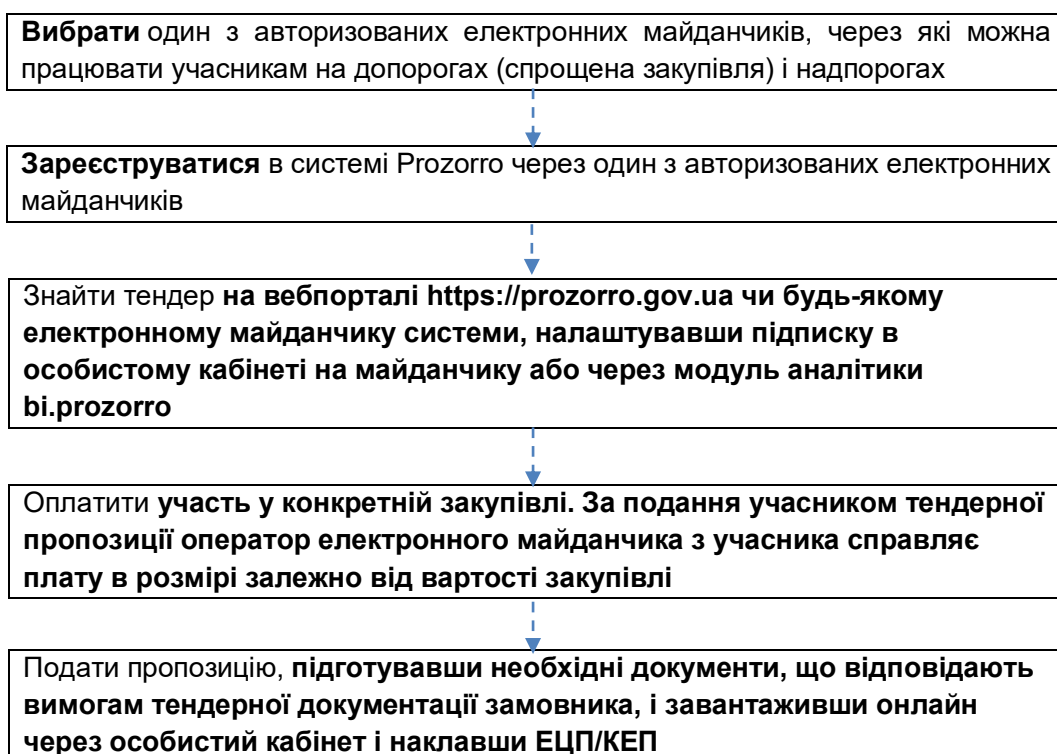 Вибрати один з авторизованих електронних майданчиків, через які можна
працювати учасникам на допорогах (спрощена закупівля) і надпорогах
Зареєструватися в системі Prozorro через один з авторизованих електронних
майданчиків
Знайти тендер на вебпорталі https://prozorro.gov.ua чи будь-якому
електронному майданчику системи, налаштувавши підписку в
особистому кабінеті на майданчику або через модуль аналітики
bi.prozorro
Оплатити участь у конкретній закупівлі. За подання учасником тендерної
пропозиції оператор електронного майданчика з учасника справляє
плату в розмірі залежно від вартості закупівлі
Подати пропозицію, підготувавши необхідні документи, що відповідають
вимогам тендерної документації замовника, і завантаживши онлайн
через особистий кабінет і наклавши ЕЦП/КЕП